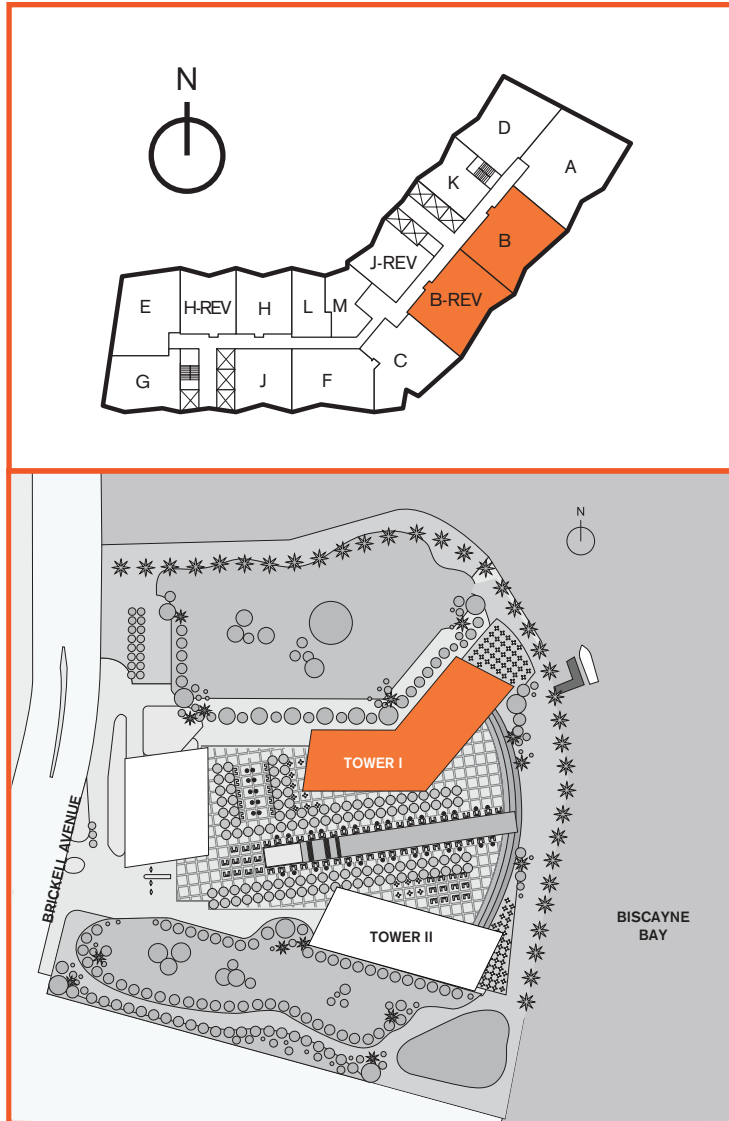 N
D
A
K
B
J-REV
B-REV
E
H-REV
H
L
M
C
G
J
F
N
TOWER I
BRICKELL AVENUE
TOWER II
BISCAYNE
BAY